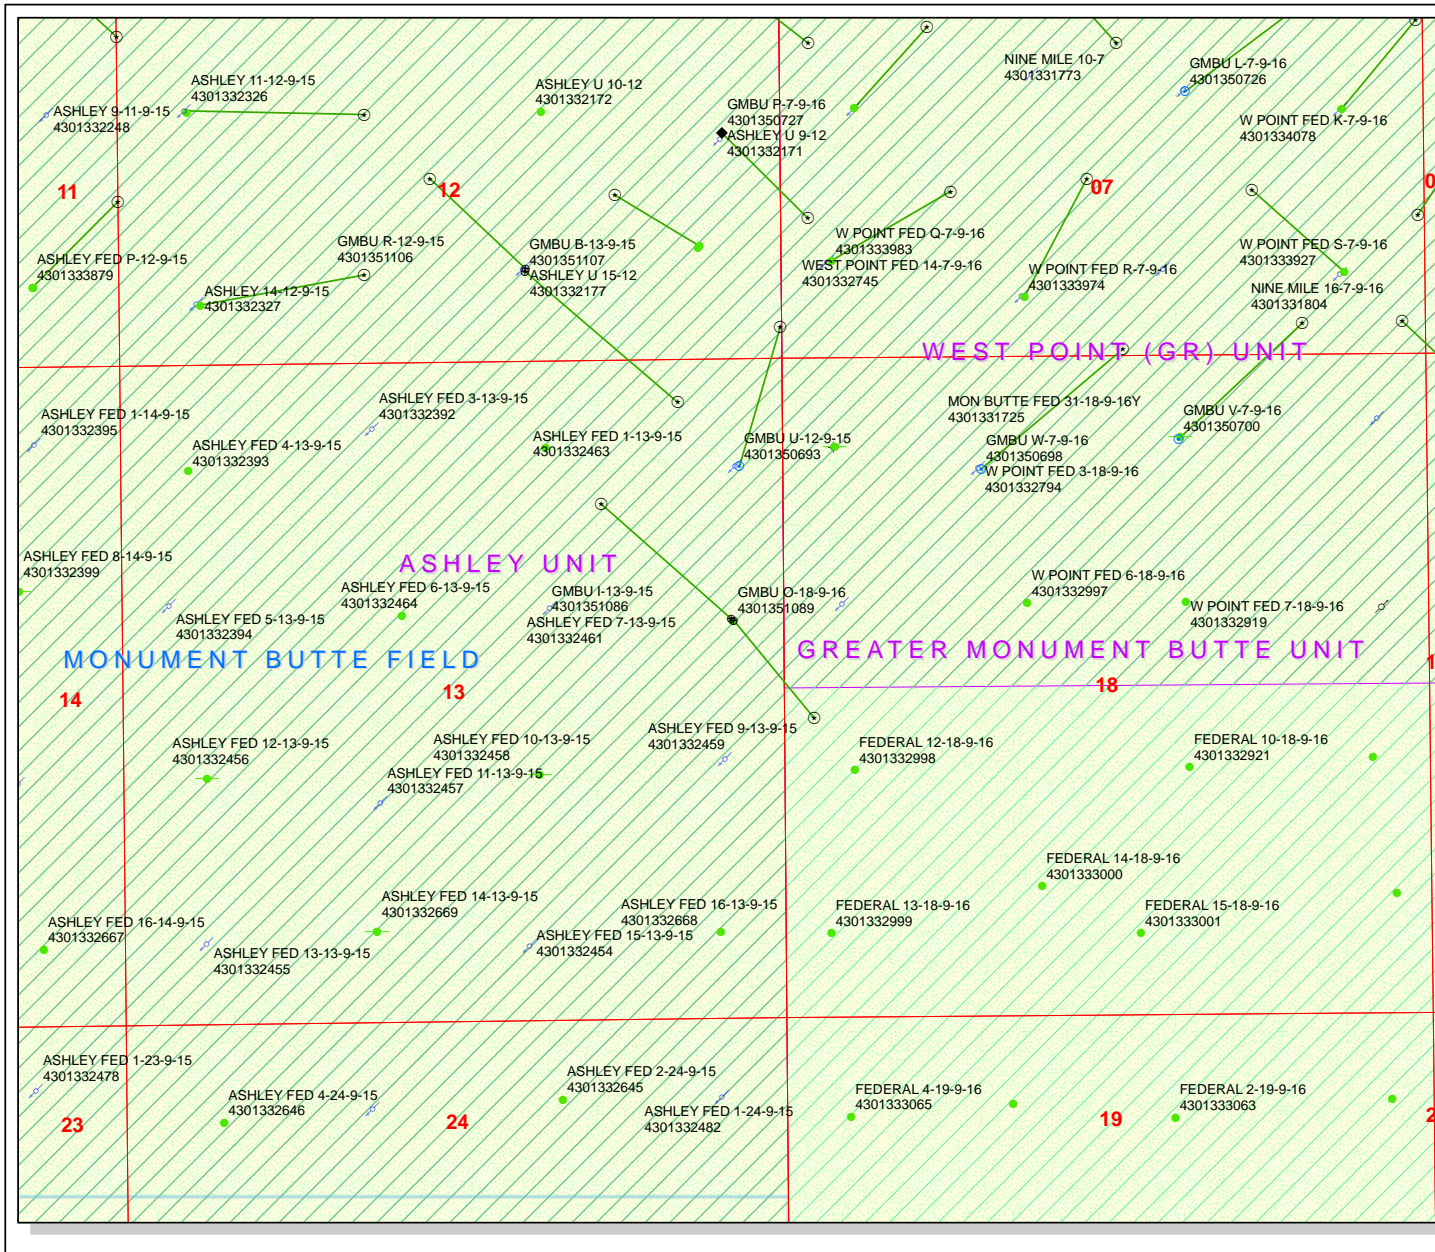 NINE MILE 10-7
4301331773
GMBU L-7-9-16
4301350726
ASHLEY 11-12-9-15
4301332326
ASHLEY U 10-12
4301332172
ASHLEY 9-11-9-15
4301332248
GMBU P-7-9-16
4301350727
ASHLEY U 9-12
4301332171
W POINT FED K-7-9-16
4301334078
11
12
07
0
ASHLEY FED P-12-9-15
4301333879
GMBU R-12-9-15
4301351106
ASHLEY 14-12-9-15
4301332327
GMBU B-13-9-15
4301351107
ASHLEY U 15-12
4301332177
W POINT FED Q-7-9-16
4301333983
WEST POINT FED 14-7-9-16
4301332745
W POINT FED R-7-9-16
4301333974
W POINT FED S-7-9-16
4301333927
NINE MILE 16-7-9-16
4301331804
WEST POINT (GR) UNIT
ASHLEY FED 1-14-9-15
4301332395
ASHLEY FED 3-13-9-15
4301332392
ASHLEY FED 4-13-9-15
4301332393
ASHLEY FED 1-13-9-15
4301332463
GMBU U-12-9-15
4301350693
MON BUTTE FED 31-18-9-16Y
4301331725
GMBU W-7-9-16
4301350698
W POINT FED 3-18-9-16
4301332794
GMBU V-7-9-16
4301350700
ASHLEY FED 8-14-9-15
4301332399
ASHLEY UNIT
ASHLEY FED 6-13-9-15
4301332464
ASHLEY FED 5-13-9-15
4301332394
GMBU I-13-9-15
4301351086
ASHLEY FED 7-13-9-15
4301332461
GMBU O-18-9-16
4301351089
W POINT FED 6-18-9-16
4301332997
W POINT FED 7-18-9-16
4301332919
MONUMENT BUTTE FIELD
GREATER MONUMENT BUTTE UNIT
14
13
18
1
ASHLEY FED 12-13-9-15
4301332456
ASHLEY FED 10-13-9-15
4301332458
ASHLEY FED 11-13-9-15
4301332457
ASHLEY FED 9-13-9-15
4301332459
FEDERAL 12-18-9-16
4301332998
FEDERAL 10-18-9-16
4301332921
FEDERAL 14-18-9-16
4301333000
ASHLEY FED 16-14-9-15
4301332667
ASHLEY FED 13-13-9-15
4301332455
ASHLEY FED 14-13-9-15
4301332669
ASHLEY FED 16-13-9-15
4301332668
ASHLEY FED 15-13-9-15
4301332454
FEDERAL 13-18-9-16
4301332999
FEDERAL 15-18-9-16
4301333001
ASHLEY FED 1-23-9-15
4301332478
ASHLEY FED 4-24-9-15
4301332646
ASHLEY FED 2-24-9-15
4301332645
ASHLEY FED 1-24-9-15
4301332482
FEDERAL 4-19-9-16
4301333065
FEDERAL 2-19-9-16
4301333063
23
24
19
2